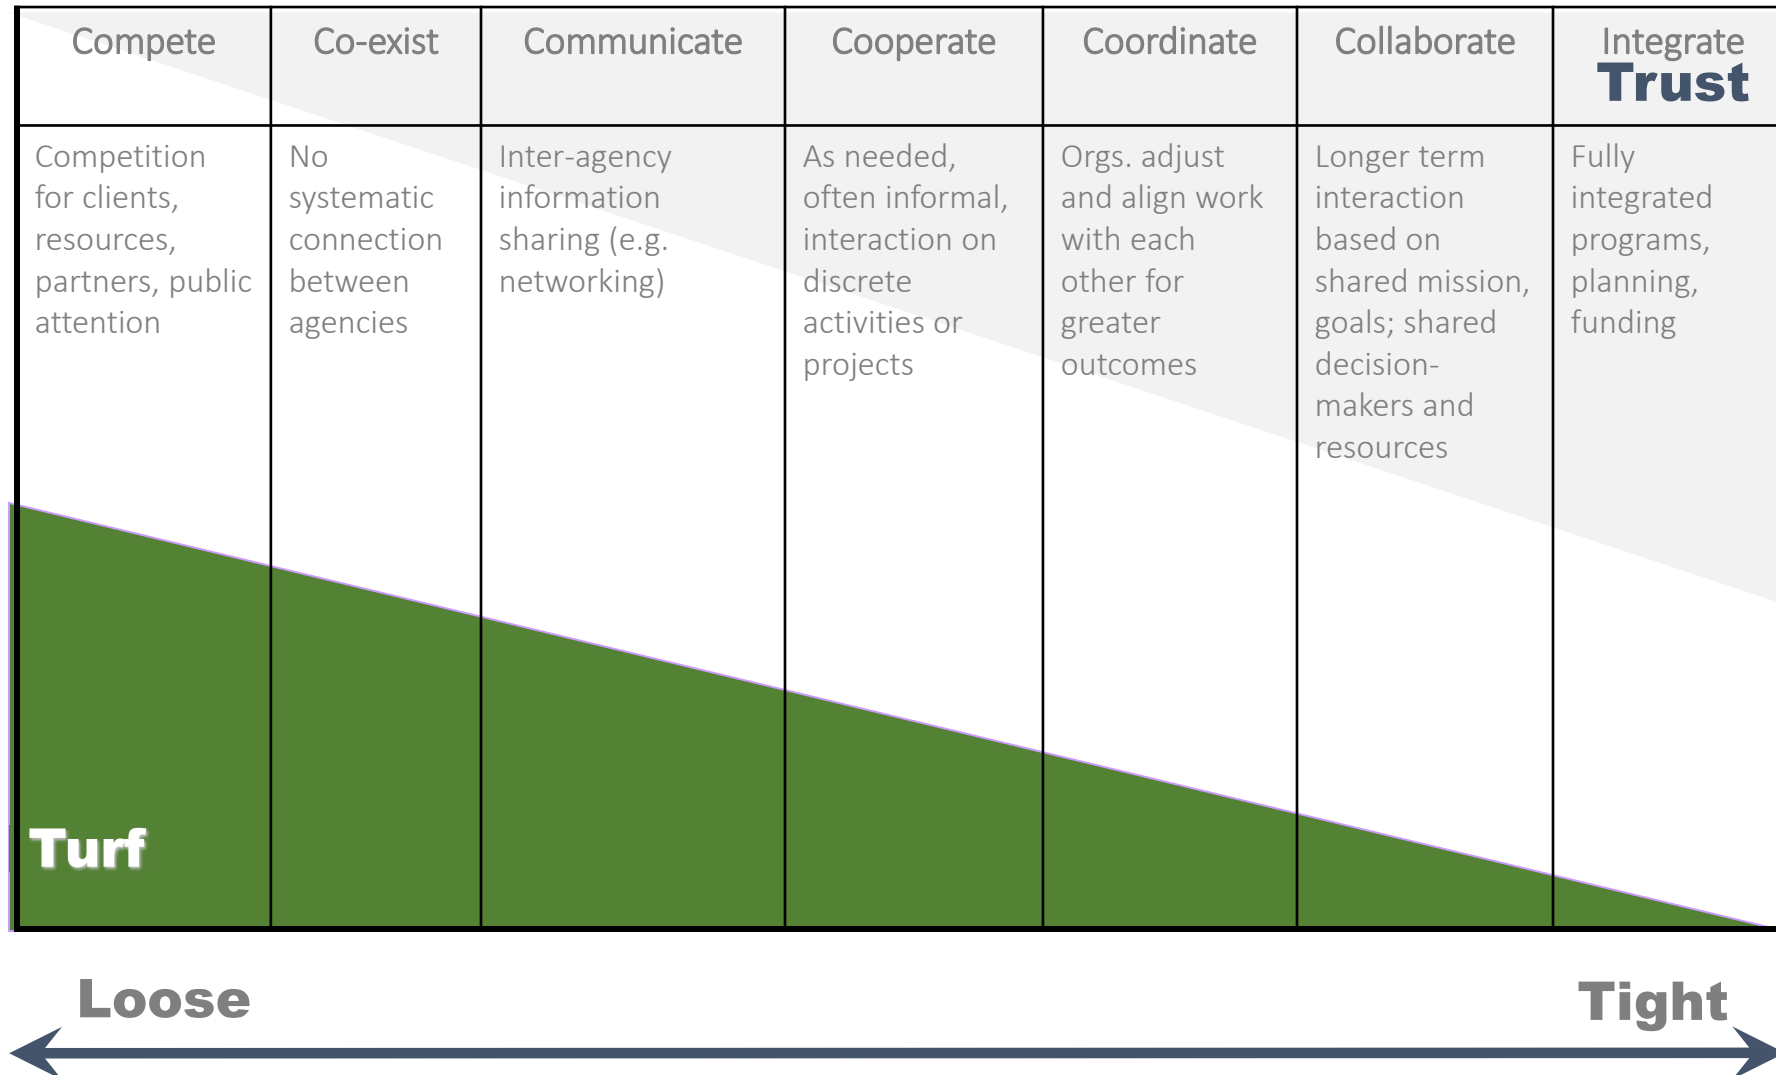 Compete
Co-exist
Communicate
Cooperate
Coordinate
Collaborate
Integrate
Trust
Competition
for clients,
resources,
partners, public
attention
No
systematic
connection
between
agencies
Inter-agency
information
sharing (e.g.
networking)
As needed,
often informal,
interaction on
discrete
activities or
projects
Orgs. adjust
and align work
with each
other for
greater
outcomes
Longer term
interaction
based on
shared mission,
goals; shared
decision-
makers and
resources
Fully
integrated
programs,
planning,
funding
Turf
Loose
Tight